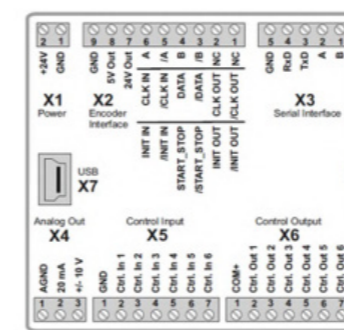 2 1
9 8 7 6 5 4 3 2 1
5 4 3 2 1
+24V
GND
GND
5V Out
24V Out
/A
A
B
/B
NC
NC
CLK IN
/CLK IN
DATA
/DATA
CLK OUT
/CLK OUT
INIT IN
/INIT IN
START_STOP
/START_STOP
INIT OUT
/INIT OUT
GND
RxD
TxD
A
B
X1
Power
X2
Encoder
Interface
X3
Serial Interface
USB
X7
Analog Out
X4
Control Input
X5
Control Output
X6
AGND
20 mA
+/- 10 V
GND
Ctrl. In 1
Ctrl. In 2
Ctrl. In 3
Ctrl. In 4
Ctrl. In 5
Ctrl. In 6
COM+
Ctrl. Out 1
Ctrl. Out 2
Ctrl. Out 3
Ctrl. Out 4
Ctrl. Out 5
Ctrl. Out 6
1 2 3
1 2 3 4 5 6 7
1 2 3 4 5 6 7